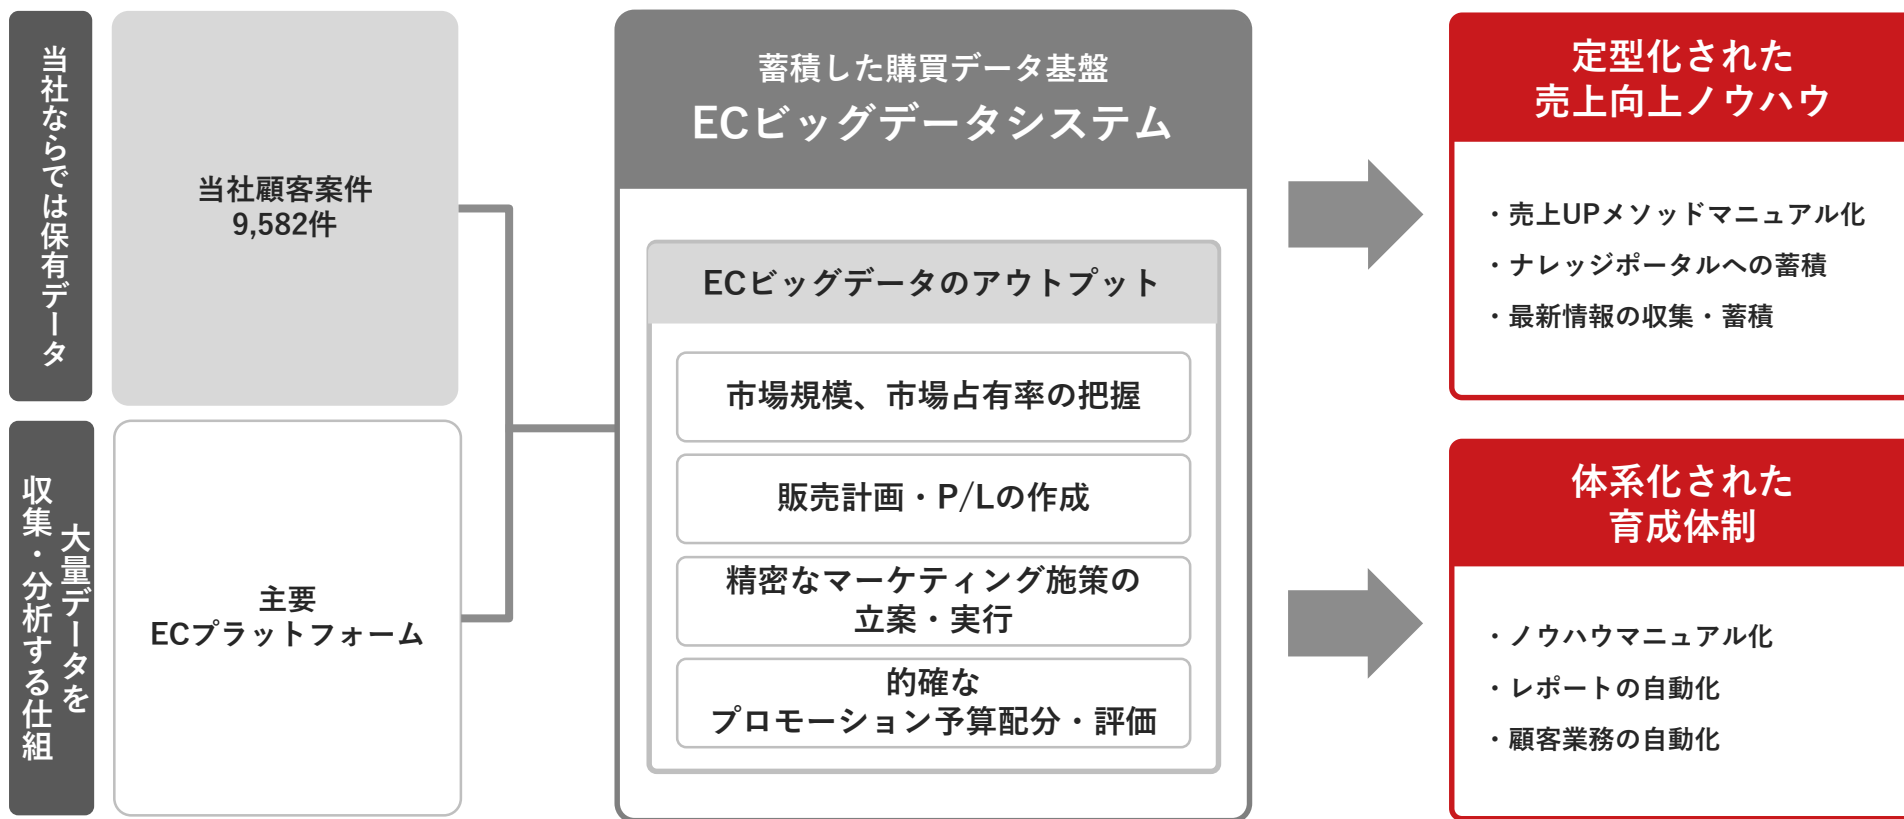 当社ならでは保有データ
当社顧客案件
9,582件
大量データを
収集・分析する仕組
主要
ECプラットフォーム
蓄積した購買データ基盤
ECビッグデータシステム
ECビッグデータのアウトプット
市場規模、市場占有率の把握
販売計画・P/Lの作成
精密なマーケティング施策の
立案・実行
的確な
プロモーション予算配分・評価
定型化された
売上向上ノウハウ
・売上UPメソッドマニュアル化
・ナレッジポータルへの蓄積
・最新情報の収集・蓄積
体系化された
育成体制
・ノウハウマニュアル化
・レポートの自動化
・顧客業務の自動化